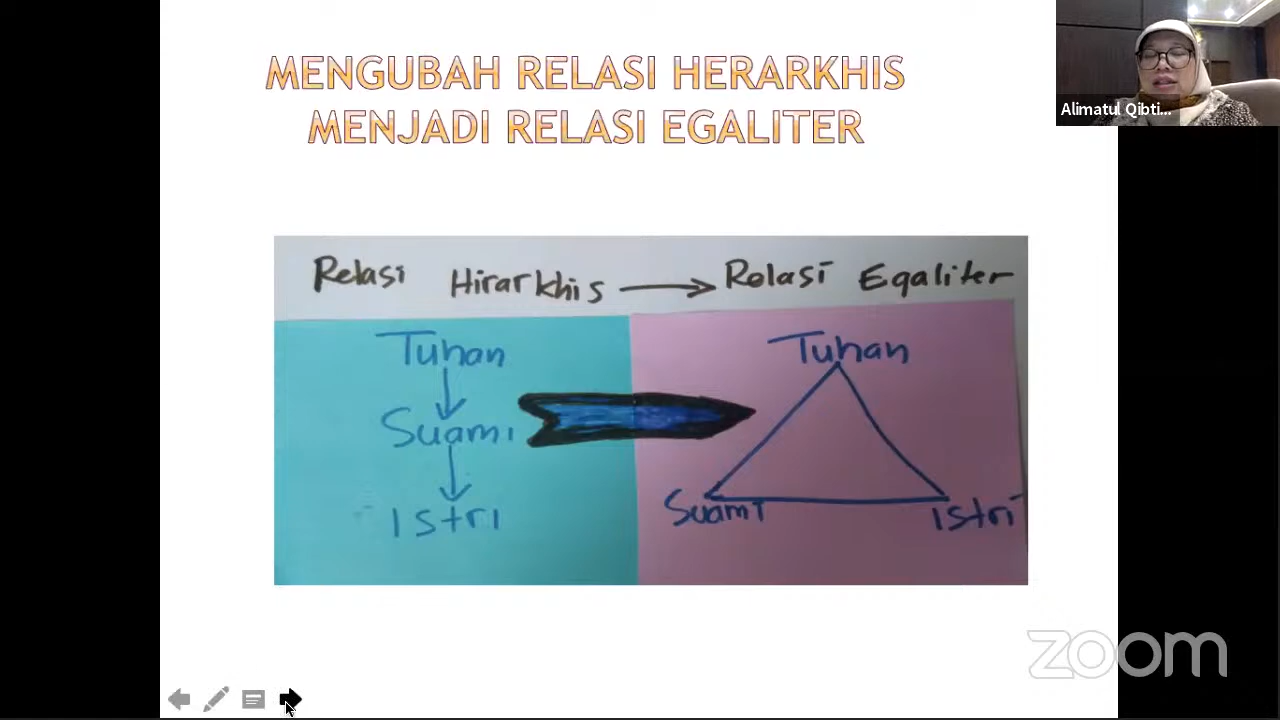 MENGUBAH RELASI HERARKHIS
MENJADI RELASI EGALITER
Alimatul Qibti...
Relasi Hirarkhis → Relasi Egaliter
Tuhan
Suami
Istri
Tuhan
Suami Istri
zoom